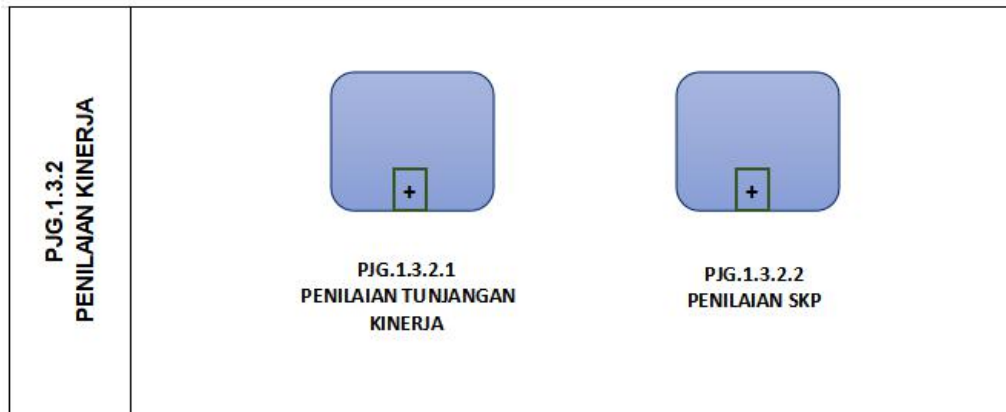 PJG.1.3.2
PENILAIAN KINERJA
+
+
PJG.1.3.2.1
PENILAIAN TUNJANGAN
KINERJA
PJG.1.3.2.2
PENILAIAN SKP